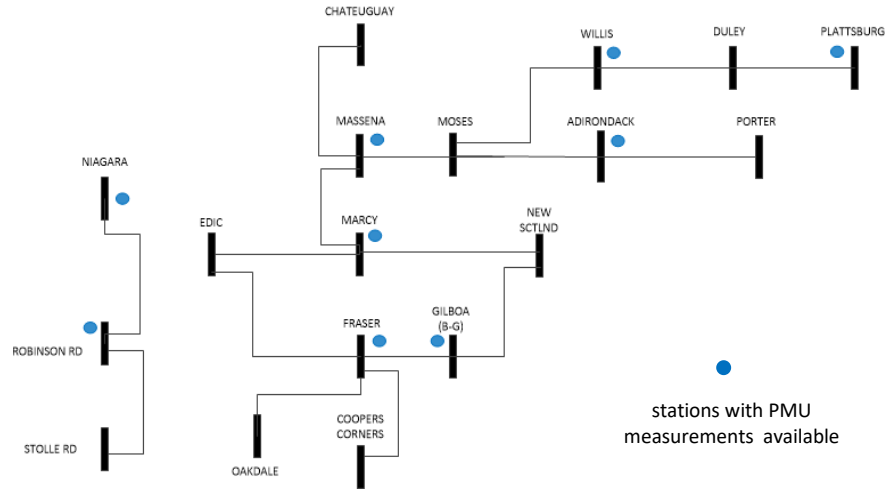 CHATEUGUAY
WILLIS
DULEY
PLATTSBURG
MASSENA
MOSES
ADIRONDACK
PORTER
NIAGARA
EDIC
MARCY
NEW
SCTLND
FRASER
GILBOA
(B-G)
ROBINSON RD
STOLLE RD
OAKDALE
COOPERS
CORNERS
stations with PMU
measurements available